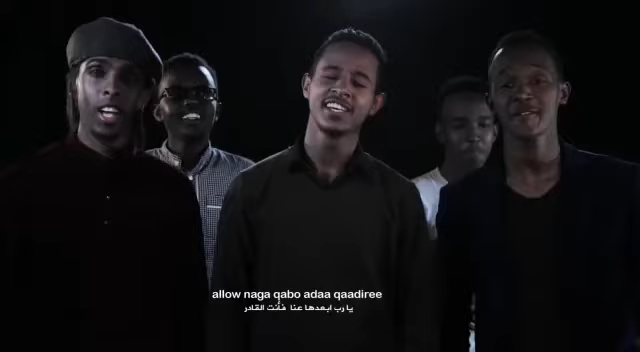 allow naga qabo adaa qaadiree
يا رب ابعدها عنا فأنت القادر